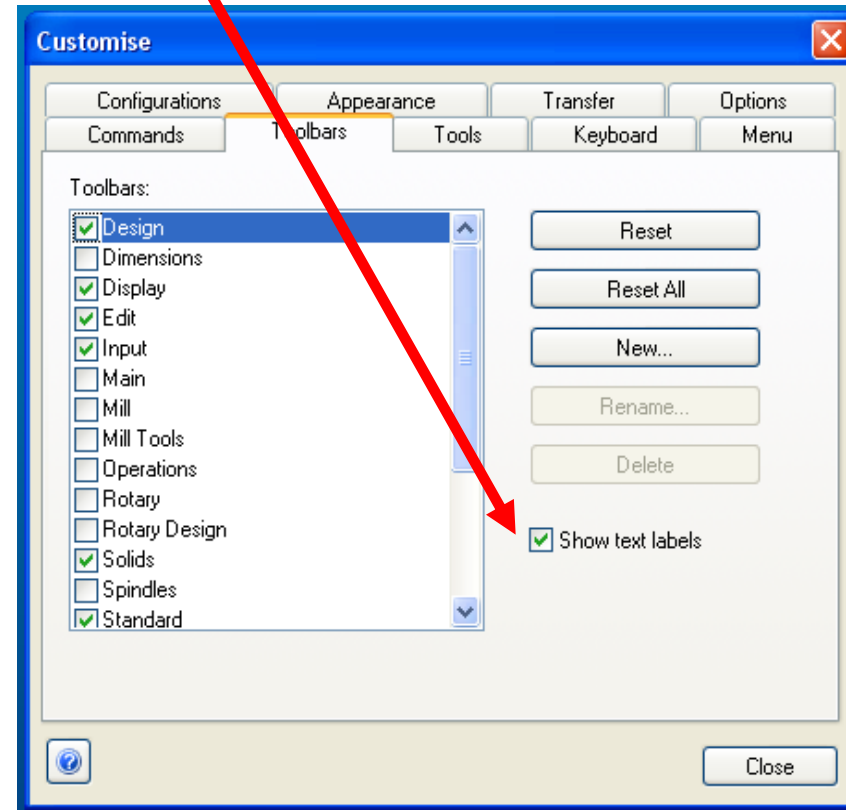 Customise
Configurations Appearance Transfer Options
Commands Toolbars Tools Keyboard Menu
Toolbars:
Design
Dimensions
Display
Edit
Input
Main
Mill
Mill Tools
Operations
Rotary
Rotary Design
Solids
Spindles
Standard
Reset
Reset All
New...
Rename...
Delete
Show text labels
Close